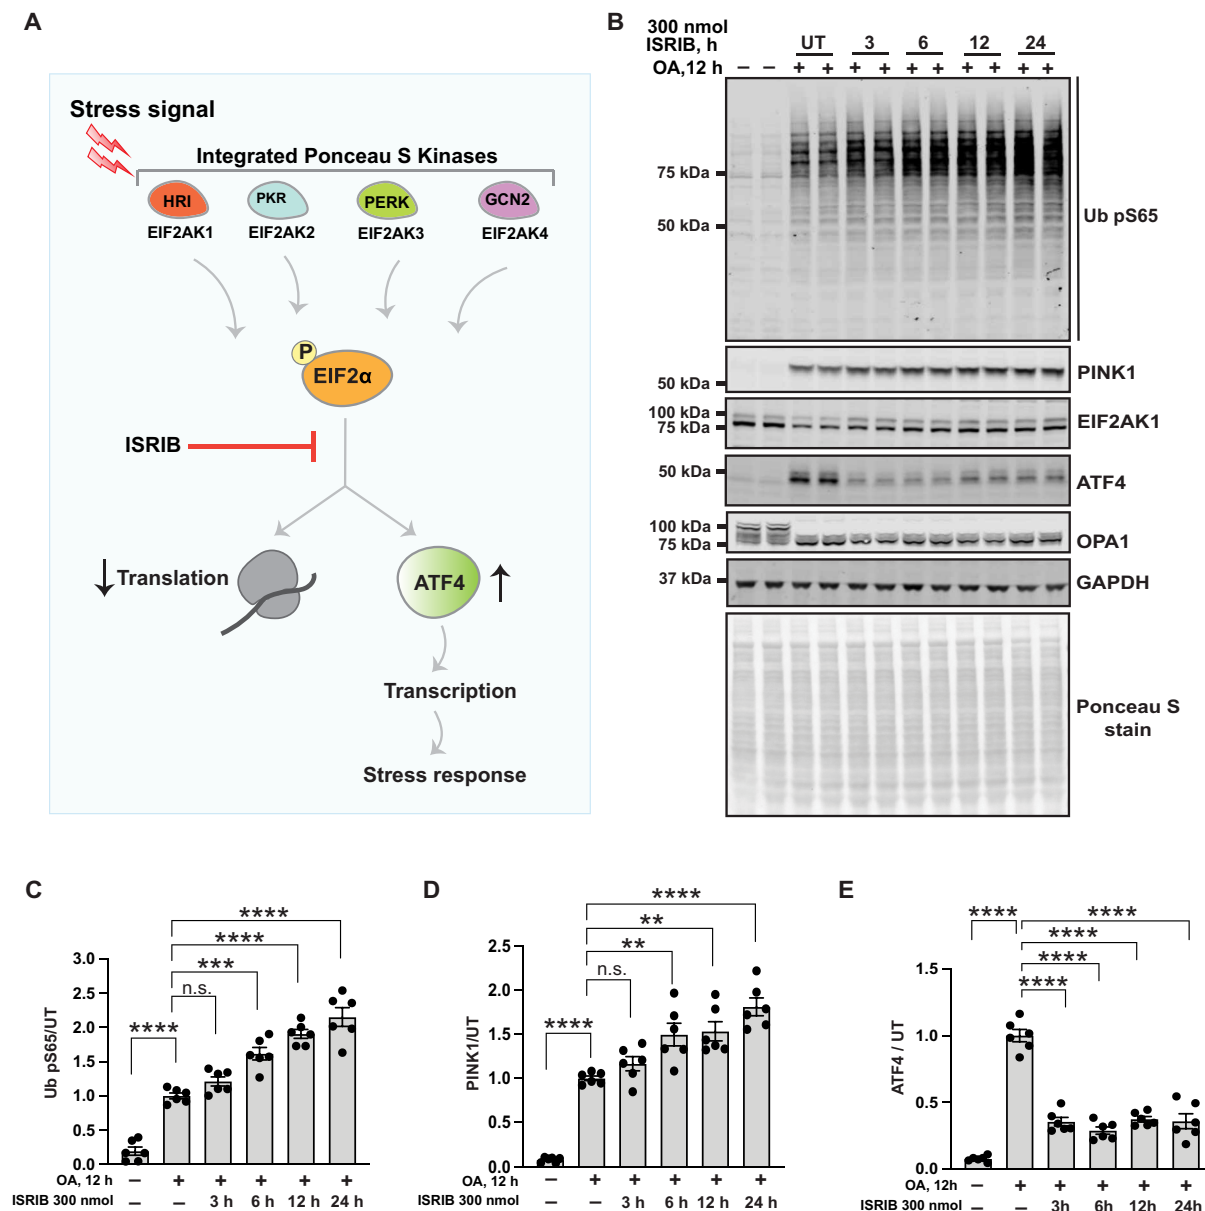 A
Stress signal
Integrated Ponceau S Kinases
HRI
PKR
PERK
GCN2
EIF2AK1
EIF2AK2
EIF2AK3
EIF2AK4
P
EIF2α
ISRIB
Translation
ATF4
Transcription
Stress response
B
300 nmol
ISRIB, h
UT 3 6 12 24
OA,12 h
– – + + + + + + + + + +
75 kDa
50 kDa
Ub pS65
50 kDa
PINK1
100 kDa
75 kDa
EIF2AK1
50 kDa
ATF4
100 kDa
75 kDa
OPA1
37 kDa
GAPDH
Ponceau S
stain
C
****
****
***
n.s.
****
Ub pS65/UT
3.0
2.5
2.0
1.5
1.0
0.5
0.0
OA, 12 h – + + + + +
ISRIB 300 nmol – – 3 h 6 h 12 h 24 h
D
****
**
**
n.s.
****
PINK1/UT
2.5
2.0
1.5
1.0
0.5
0.0
OA, 12 h – + + + + +
ISRIB 300 nmol – – 3 h 6 h 12 h 24 h
E
**** ****
****
****
****
ATF4 / UT
1.5
1.0
0.5
0.0
OA, 12h – + + + + +
ISRIB 300 nmol – – 3h 6h 12h 24h